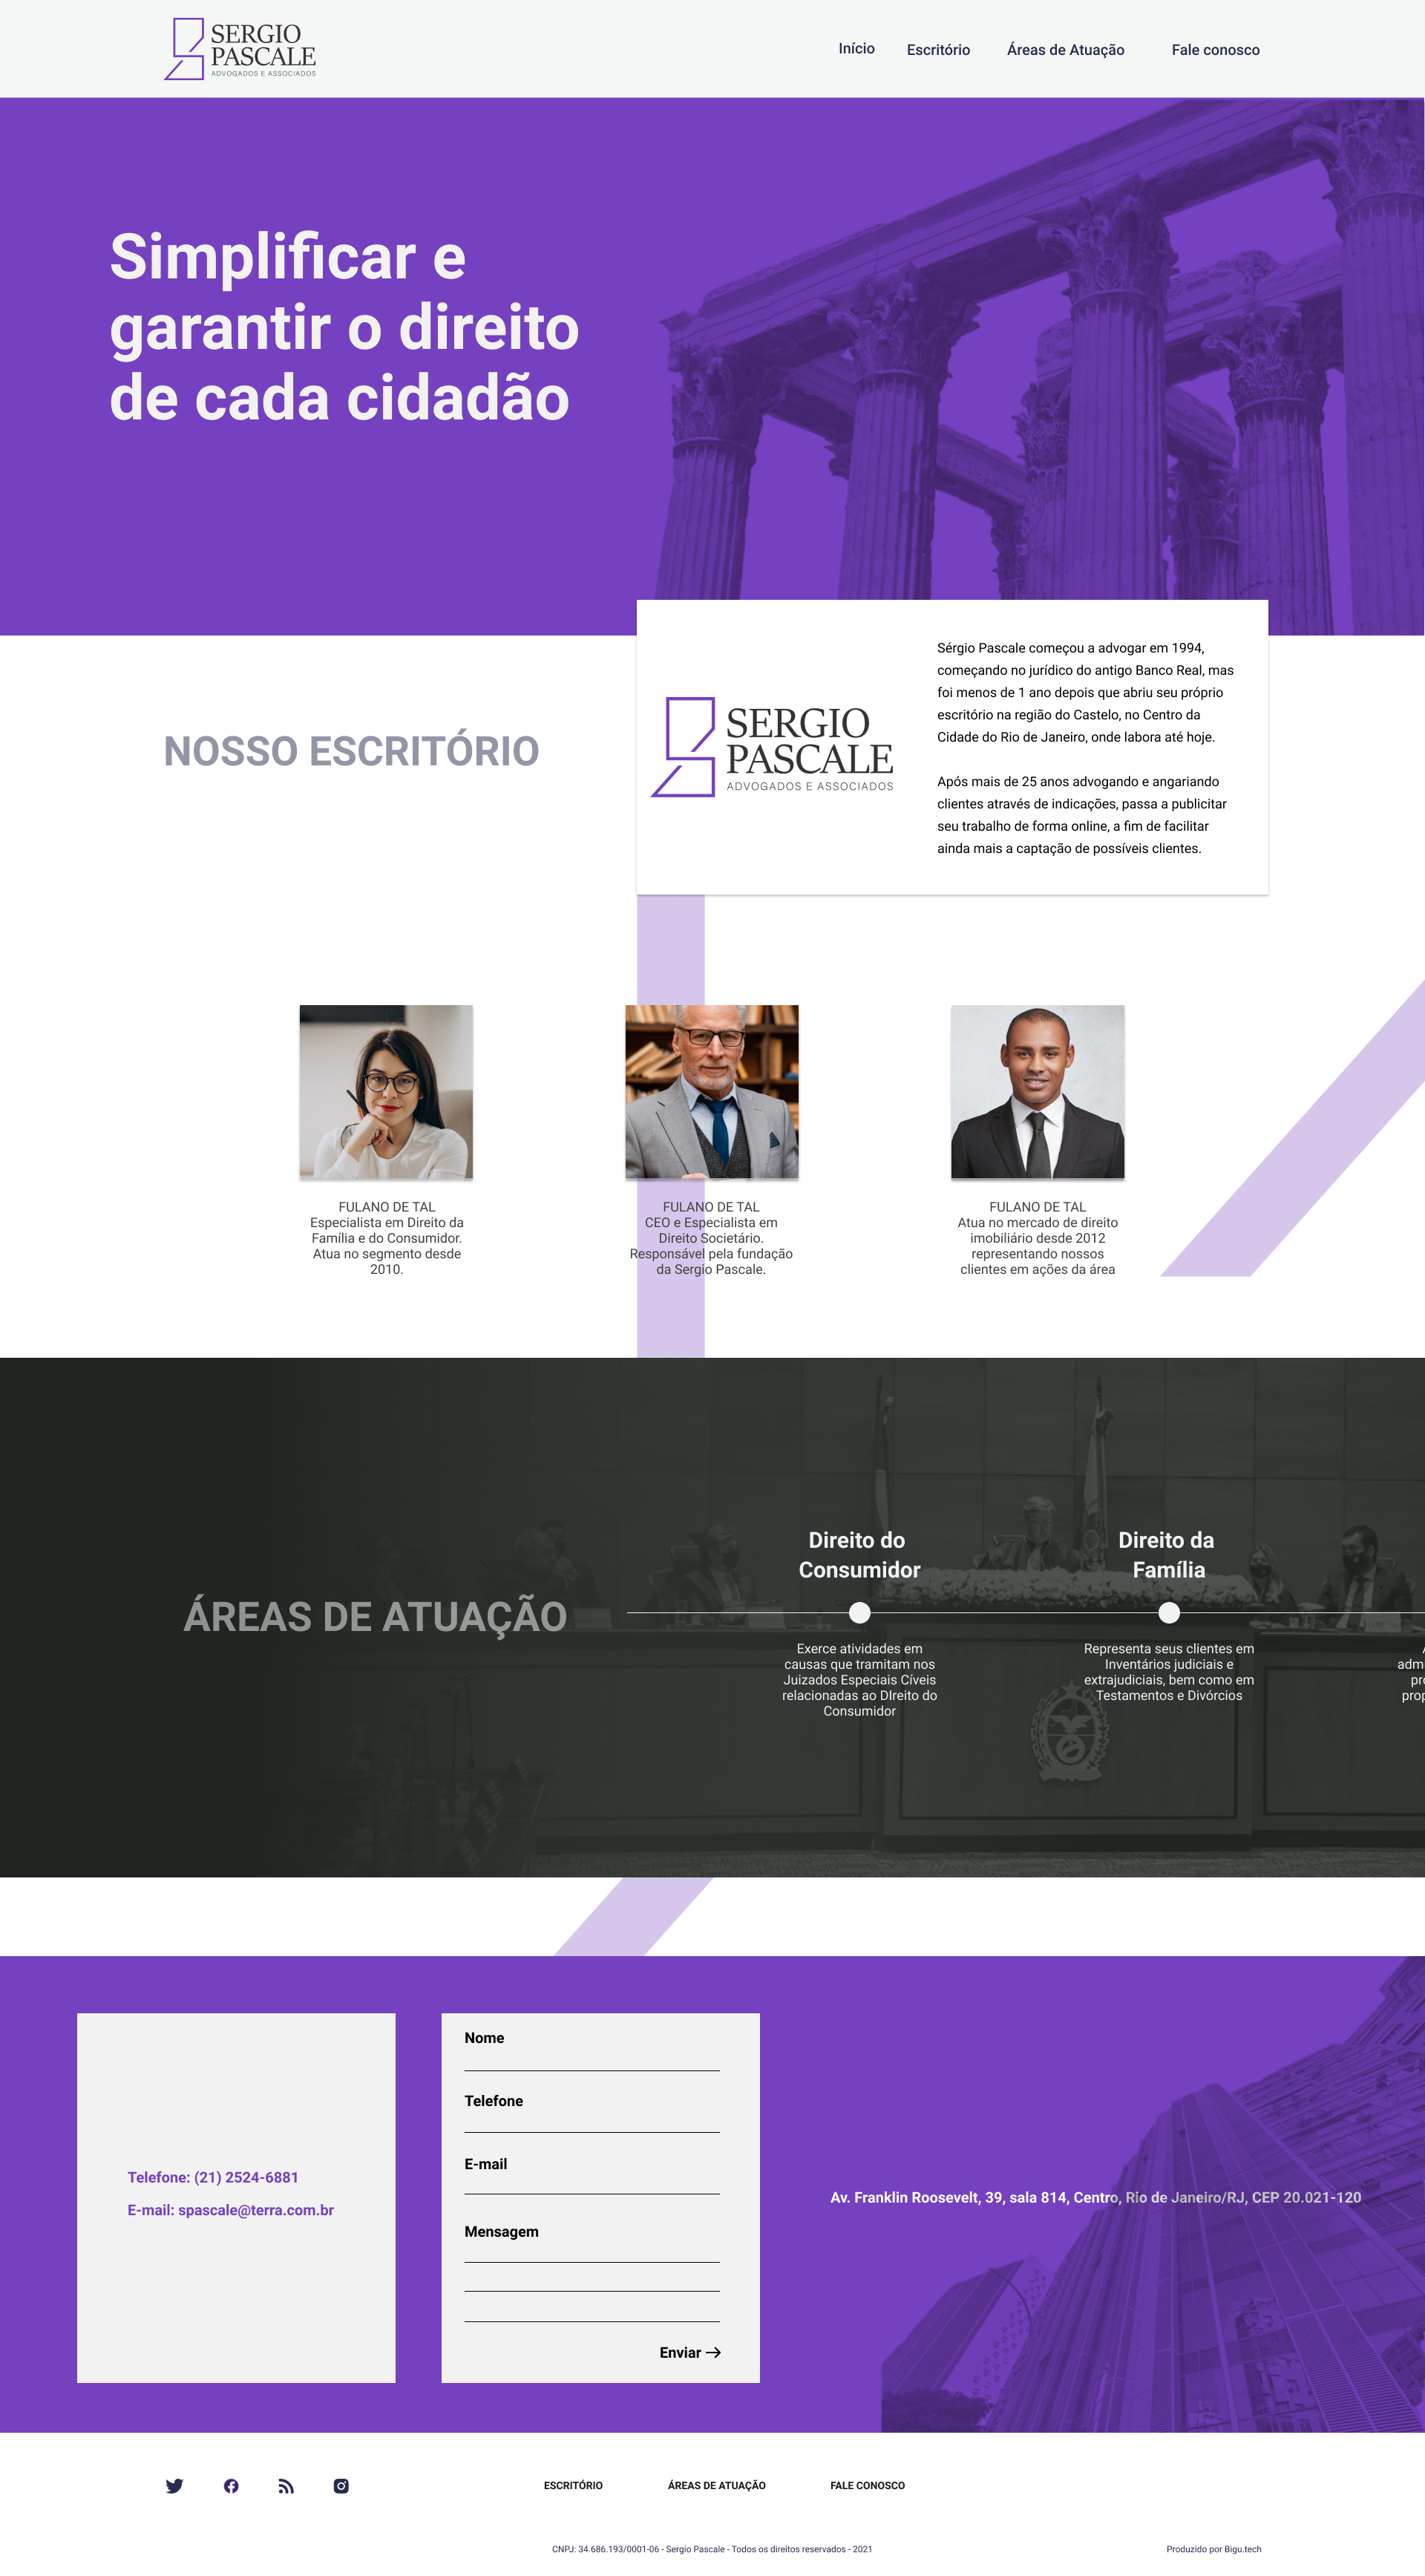 SERGIO
PASCALE
ADVOGADOS E ASSOCIADOS
Início
Escritório
Áreas de Atuação
Fale conosco
Simplificar e
garantir o direito
de cada cidadão
NOSSO ESCRITÓRIO
SERGIO
PASCALE
ADVOGADOS E ASSOCIADOS
Sérgio Pascale começou a advogar em 1994,
começando no jurídico do antigo Banco Real, mas
foi menos de 1 ano depois que abriu seu próprio
escritório na região do Castelo, no Centro da
Cidade do Rio de Janeiro, onde labora até hoje.
Após mais de 25 anos advogando e angariando
clientes através de indicações, passa a publicitar
seu trabalho de forma online, a fim de facilitar
ainda mais a captação de possíveis clientes.
FULANO DE TAL
Especialista em Direito da
Família e do Consumidor.
Atua no segmento desde
2010.
FULANO DE TAL
CEO e Especialista em
Direito Societário.
Responsável pela fundação
da Sergio Pascale.
FULANO DE TAL
Atua no mercado de direito
imobiliário desde 2012
representando nossos
clientes em ações da área
ÁREAS DE ATUAÇÃO
Direito do
Consumidor
Exerce atividades em
causas que tramitam nos
Juizados Especiais Cíveis
relacionadas ao DIreito do
Consumidor
Direito da
Família
Representa seus clientes em
Inventários judiciais e
extrajudiciais, bem como em
Testamentos e Divórcios
Telefone: (21) 2524-6881
E-mail: spascale@terra.com.br
Nome
Telefone
E-mail
Mensagem
Enviar
Av. Franklin Roosevelt, 39, sala 814, Centro, Rio de Janeiro/RJ, CEP 20.021-120
ESCRITÓRIO
ÁREAS DE ATUAÇÃO
FALE CONOSCO
CNPJ: 34.686.193/0001-06 - Sergio Pascale - Todos os direitos reservados - 2021
Produzido por Bigu.tech